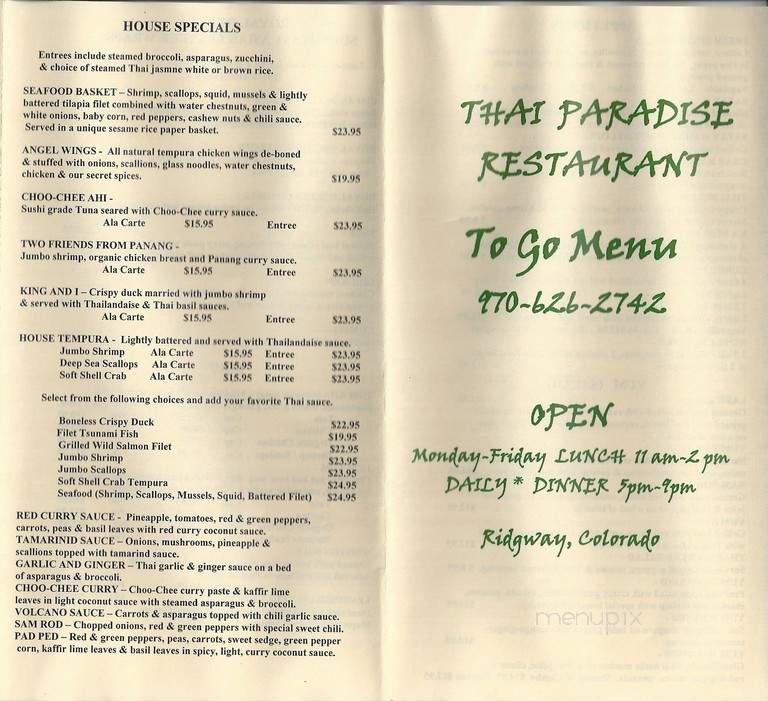 HOUSE SPECIALS
Entrees include steamed broccoli, asparagus, zucchini,
& choice of steamed Thai jasmne white or brown rice.
SEAFOOD BASKET – Shrimp, scallops, squid, mussels & lightly
battered tilapia filet combined with water chestnuts, green &
white onions, baby corn, red peppers, cashew nuts & chili sauce.
Served in a unique sesame rice paper basket. $23.95
ANGEL WINGS - All natural tempura chicken wings de-boned
& stuffed with onions, scallions, glass noodles, water chestnuts,
chicken & our secret spices. $19.95
CHOO-CHEE AHI -
Sushi grade Tuna seared with Choo-Chee curry sauce.
Ala Carte $15.95 Entree $23.95
TWO FRIENDS FROM PANANG -
Jumbo shrimp, organic chicken breast and Panang curry sauce.
Ala Carte $15.95 Entree $23.95
KING AND I – Crispy duck married with jumbo shrimp
& served with Thailandaise & Thai basil sauces.
Ala Carte $15.95 Entree $23.95
HOUSE TEMPURA - Lightly battered and served with Thailandaise sauce.
Jumbo Shrimp Ala Carte $15.95 Entree $23.95
Deep Sea Scallops Ala Carte $15.95 Entree $23.95
Soft Shell Crab Ala Carte $15.95 Entree $23.95
Select from the following choices and add your favorite Thai sauce.
Boneless Crispy Duck $22.95
Filet Tsunami Fish $19.95
Grilled Wild Salmon Filet $22.95
Jumbo Shrimp $23.95
Jumbo Scallops $23.95
Soft Shell Crab Tempura $24.95
Seafood (Shrimp, Scallops, Mussels, Squid, Battered Filet) $24.95
RED CURRY SAUCE - Pineapple, tomatoes, red & green peppers,
carrots, peas & basil leaves with red curry coconut sauce.
TAMARINID SAUCE – Onions, mushrooms, pineapple &
scallions topped with tamarind sauce.
GARLIC AND GINGER – Thai garlic & ginger sauce on a bed
of asparagus & broccoli.
CHOO-CHEE CURRY – Choo-Chee curry paste & kaffir lime
leaves in light coconut sauce with steamed asparagus & broccoli.
VOLCANO SAUCE – Carrots & asparagus topped with chili garlic sauce.
SAM ROD – Chopped onions, red & green peppers with special sweet chili.
PAD PED – Red & green peppers, peas, carrots, sweet sedge, green pepper
corn, kaffir lime leaves & basil leaves in spicy, light, curry coconut sauce.
THAI PARADISE
RESTAURANT
To Go Menu
970-626-2742
OPEN
Monday-Friday LUNCH 11 am-2 pm
DAILY * DINNER 5pm-9pm
Ridgway, Colorado
menupix